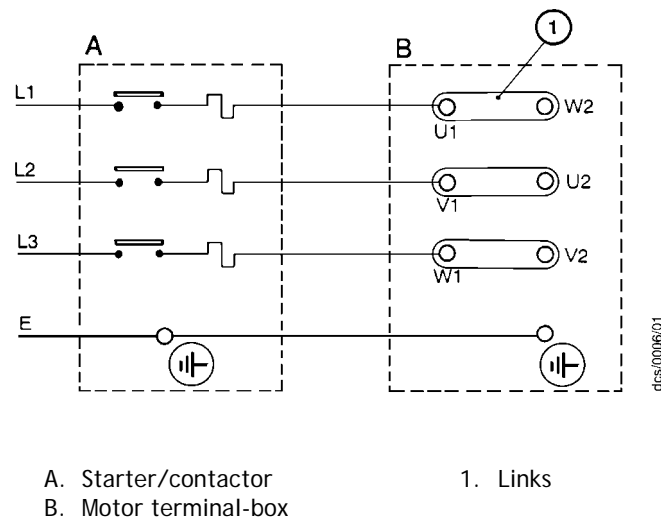 A
B
1
L1
U1
W2
L2
V1
U2
L3
W1
V2
E
dcs/0006/01
A. Starter/contactor
B. Motor terminal-box
1. Links